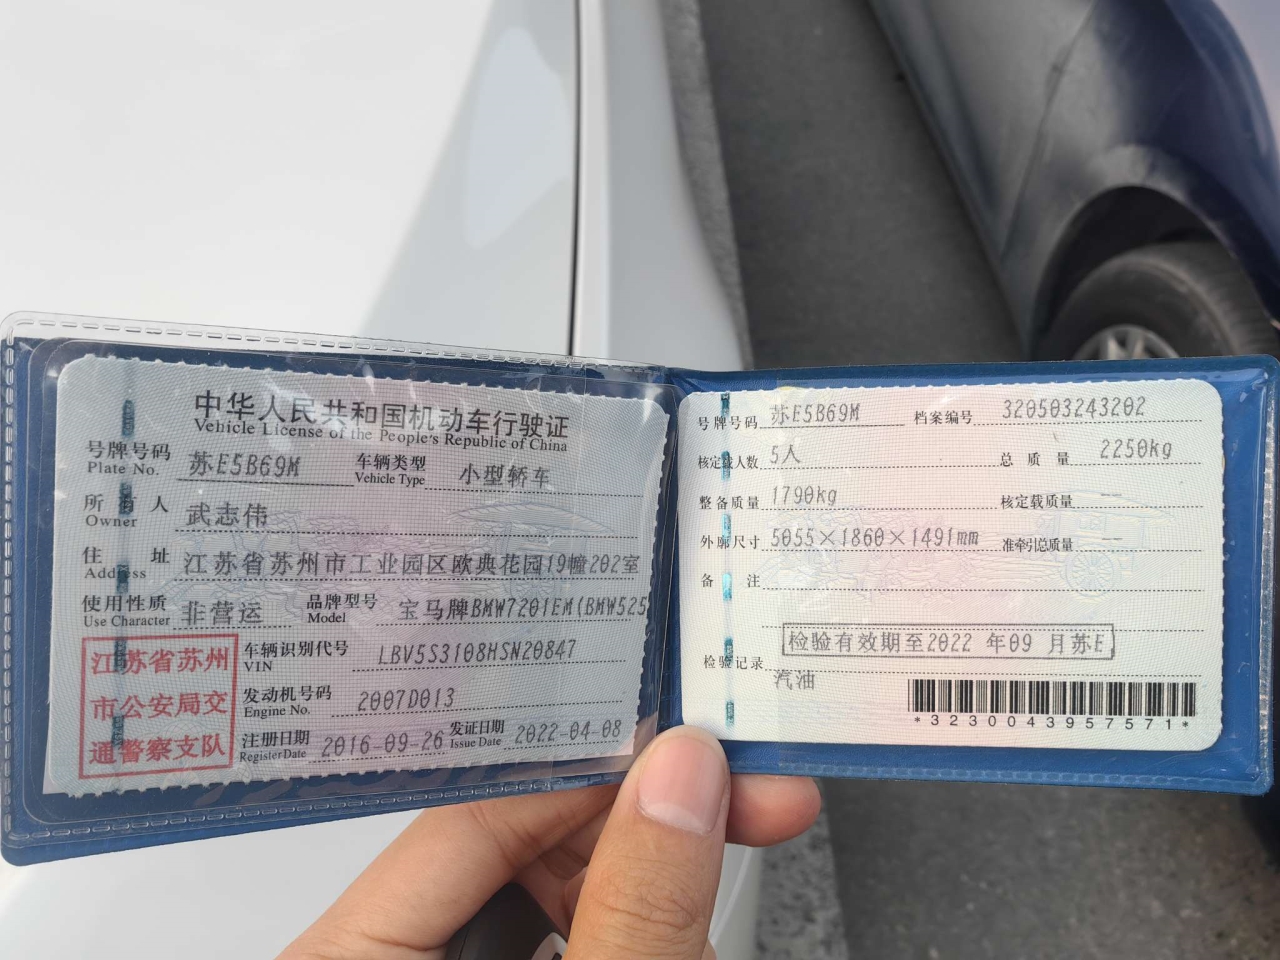 中华人民共和国机动车行驶证
Vehicle License of the People's Republic of China
号牌号码 Plate No. 苏E5B69M 车辆类型 Vehicle Type 小型轿车
所有人 Owner 武志伟
住址 Address 江苏省苏州市工业园区欧典花园19幢202室
使用性质 Use Character 非营运 品牌型号 Model 宝马牌BMW7201EM(BMW525
车辆识别代号 VIN LBV5S3108HSN20847
发动机号码 Engine No. 2007D013
注册日期 Register Date 2016-09-26 发证日期 Issue Date 2022-04-08
江苏省苏州
市公安局交
通警察支队
号牌号码 苏E5B69M 档案编号 320503243202
核定载人数 5人 总质量 2250kg
整备质量 1790kg 核定载质量 --
外廓尺寸 5055×1860×1491mm 准牵引总质量 --
备注
检验有效期至2022 年09 月苏E
检验记录
汽油
*3230043957571*